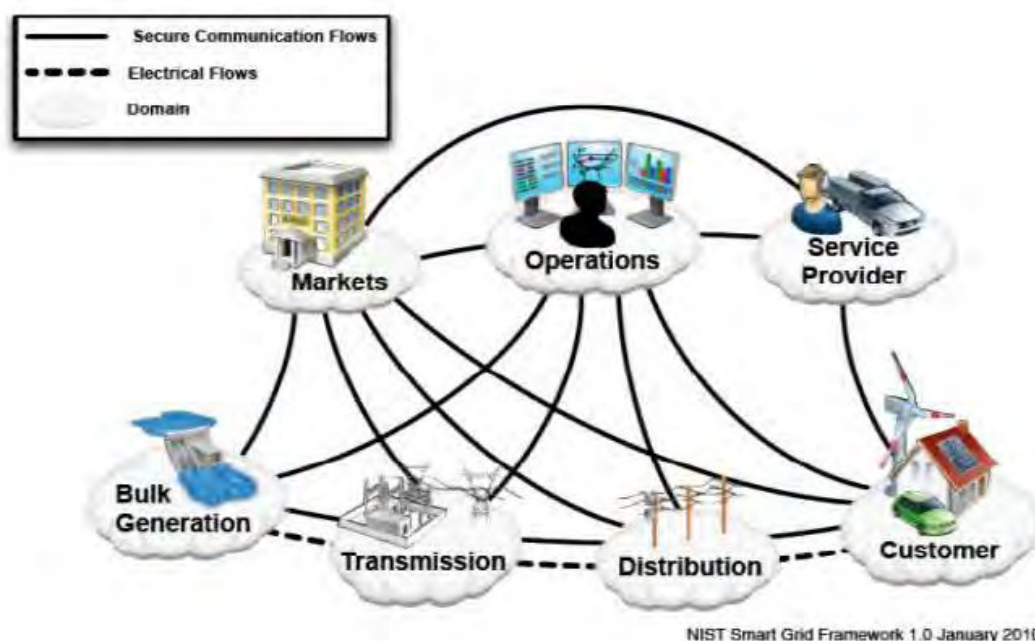 Secure Communication Flows
Electrical Flows
Domain
Markets
Operations
Service
Provider
Bulk
Generation
Transmission
Distribution
Customer
NIST Smart Grid Framework 1.0 January